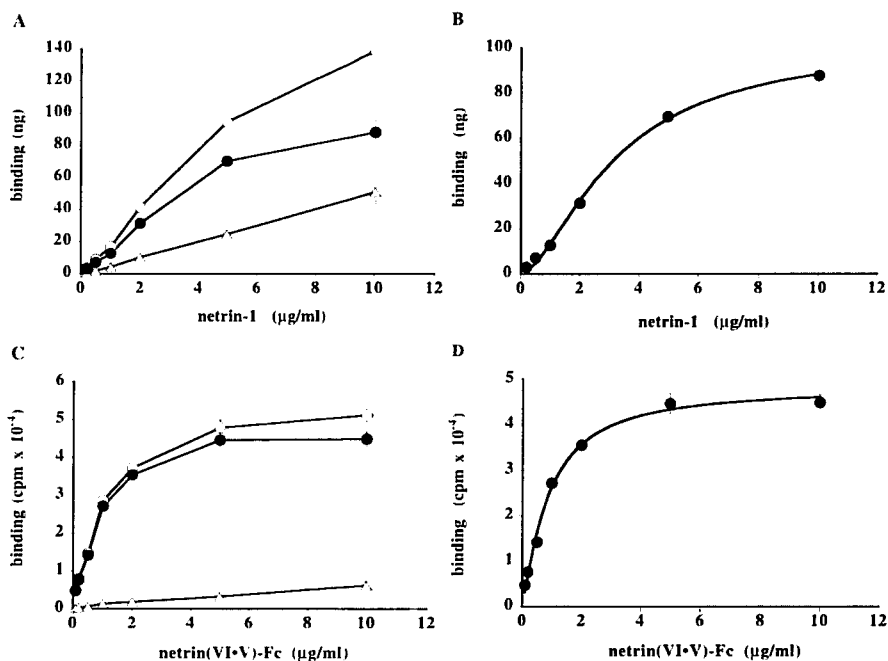 A
140
120
100
80
60
40
20
0
binding (ng)
0 2 4 6 8 10 12
netrin-1 (µg/ml)
B
100
80
60
40
20
0
binding (ng)
0 2 4 6 8 10 12
netrin-1 (µg/ml)
C
6
5
4
3
2
1
0
binding (cpm x 10⁻⁴)
0 2 4 6 8 10 12
netrin(VI•V)-Fc (µg/ml)
D
5
4
3
2
1
0
binding (cpm x 10⁻⁴)
0 2 4 6 8 10 12
netrin(VI•V)-Fc (µg/ml)